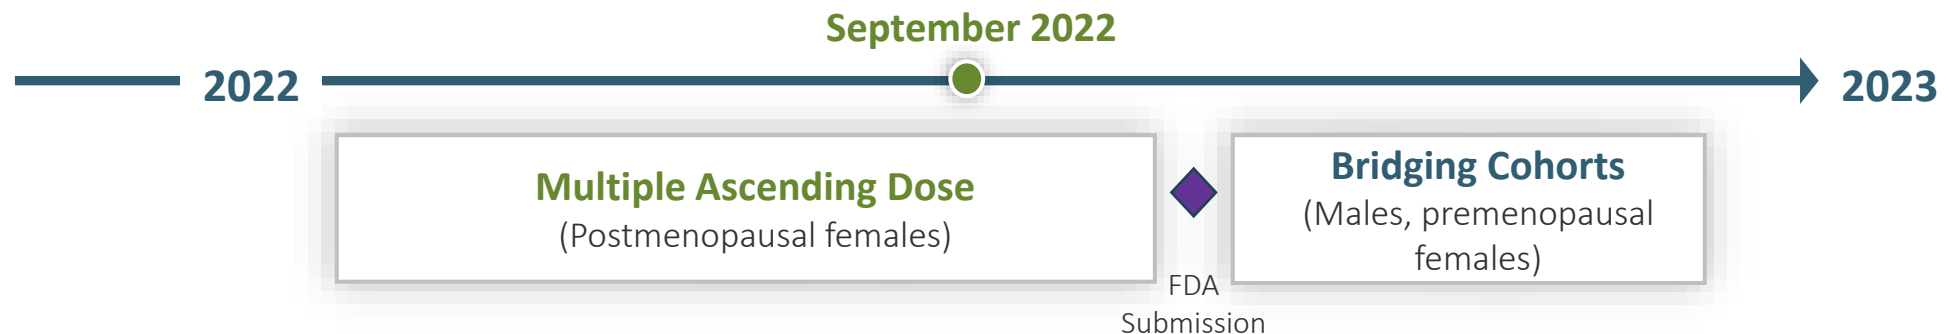 September 2022
2022
2023
Multiple Ascending Dose
(Postmenopausal females)
FDA
Submission
Bridging Cohorts
(Males, premenopausal
females)